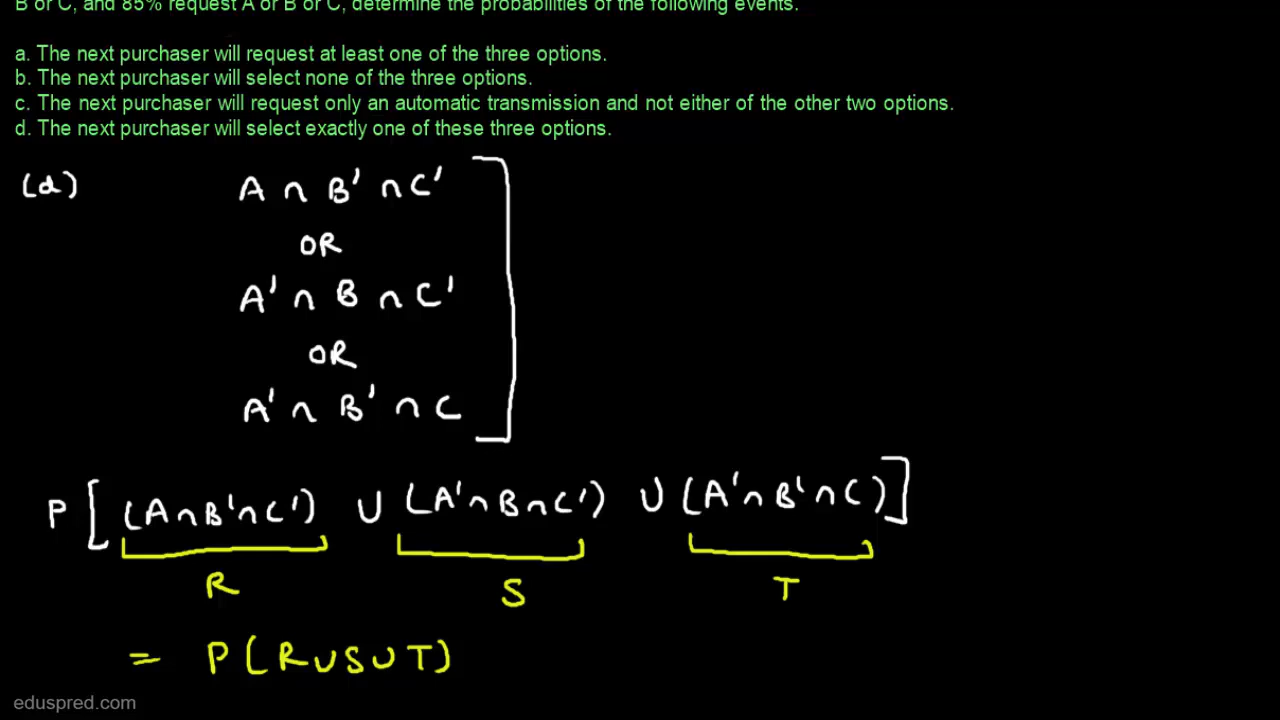 B or C, and 85% request A or B or C, determine the probabilities of the following events.
a. The next purchaser will request at least one of the three options.
b. The next purchaser will select none of the three options.
c. The next purchaser will request only an automatic transmission and not either of the other two options.
d. The next purchaser will select exactly one of these three options.
(d) A ∩ B' ∩ C'
OR
A' ∩ B ∩ C'
OR
A' ∩ B' ∩ C
P [ (A ∩ B' ∩ C') ∪ (A' ∩ B ∩ C') ∪ (A' ∩ B' ∩ C) ]
R S T
= P ( R ∪ S ∪ T )
eduspred.com